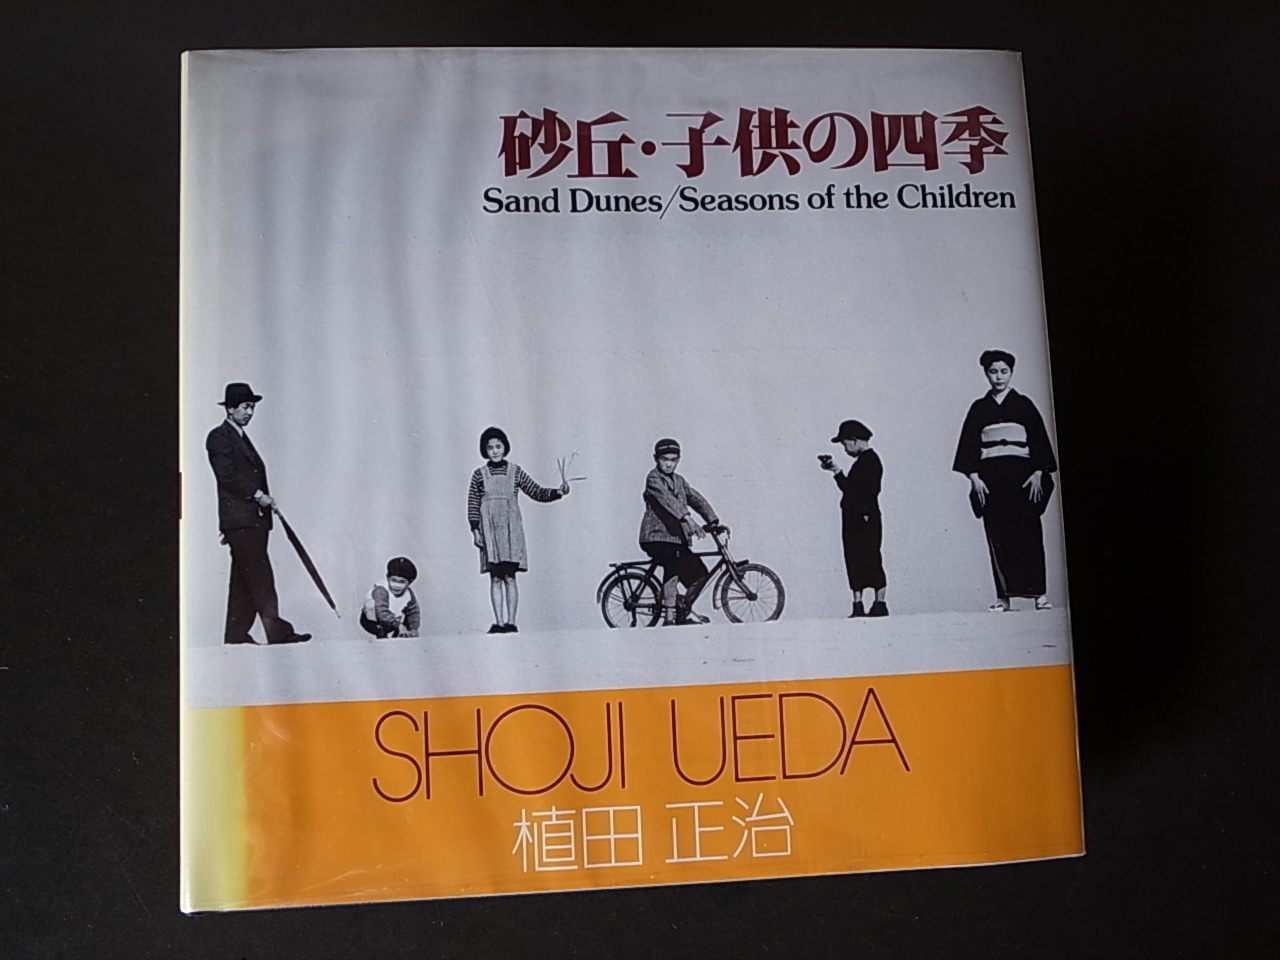 砂丘・子供の四季
Sand Dunes/Seasons of the Children
SHOJI UEDA
植田 正治